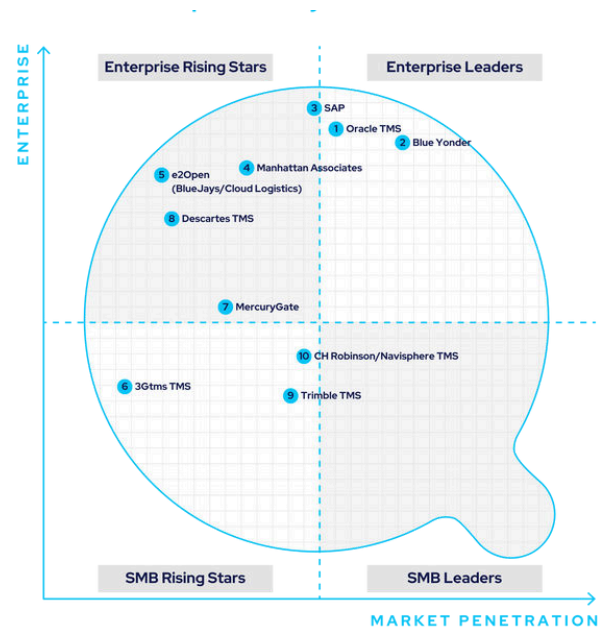 Enterprise Rising Stars
Enterprise Leaders
ENTERPRISE
3 SAP
1 Oracle TMS
2 Blue Yonder
4 Manhattan Associates
5 e2Open
(BlueJays/Cloud Logistics)
8 Descartes TMS
7 MercuryGate
10 CH Robinson/Navisphere TMS
6 3Gtms TMS
9 Trimble TMS
SMB Rising Stars
SMB Leaders
MARKET PENETRATION